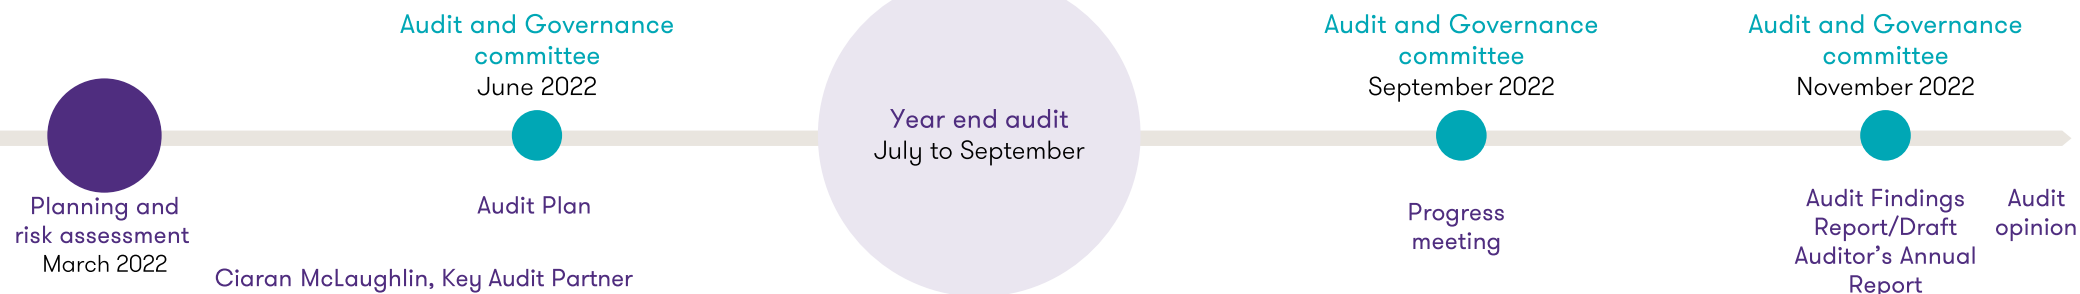 Audit and Governance
committee
June 2022
Audit and Governance
committee
September 2022
Audit and Governance
committee
November 2022
Year end audit
July to September
Planning and
risk assessment
March 2022
Audit Plan
Progress
meeting
Audit Findings
Report/Draft
Auditor's Annual
Report
Audit
opinion
Ciaran McLaughlin, Key Audit Partner